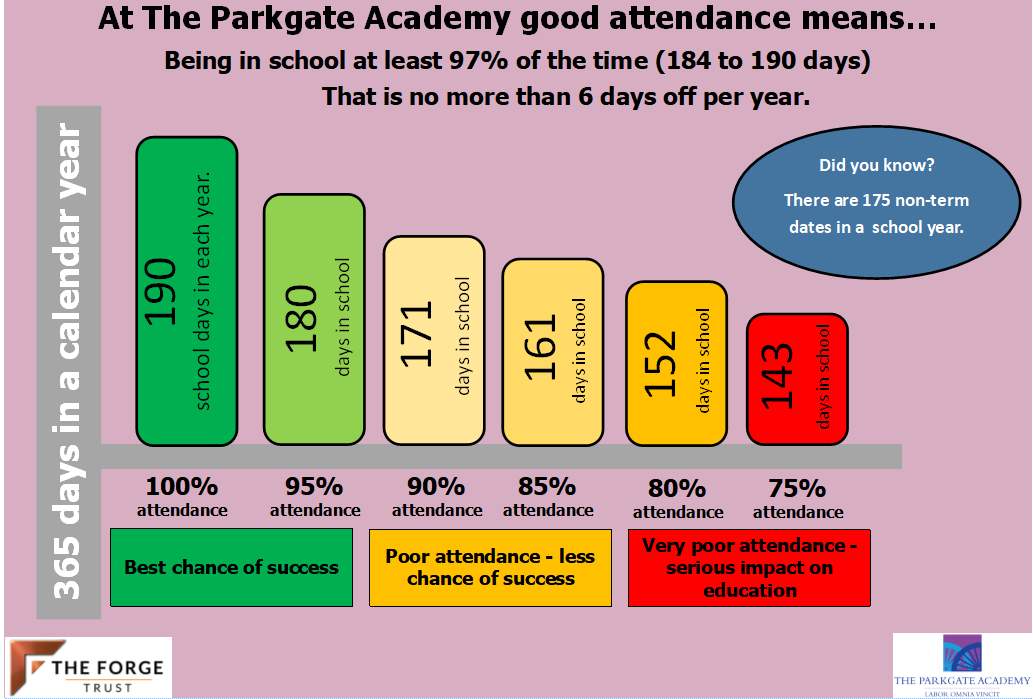 At The Parkgate Academy good attendance means...
Being in school at least 97% of the time (184 to 190 days)
That is no more than 6 days off per year.
365 days in a calendar year
190
school days in each year.
180
days in school
171
days in school
161
days in school
152
days in school
143
days in school
Did you know?
There are 175 non-term
dates in a school year.
100%
attendance
95%
attendance
90%
attendance
85%
attendance
80%
attendance
75%
attendance
Best chance of success
Poor attendance - less
chance of success
Very poor attendance -
serious impact on
education
THE FORGE
TRUST
THE PARKGATE ACADEMY
LABOR OMNIA VINCIT